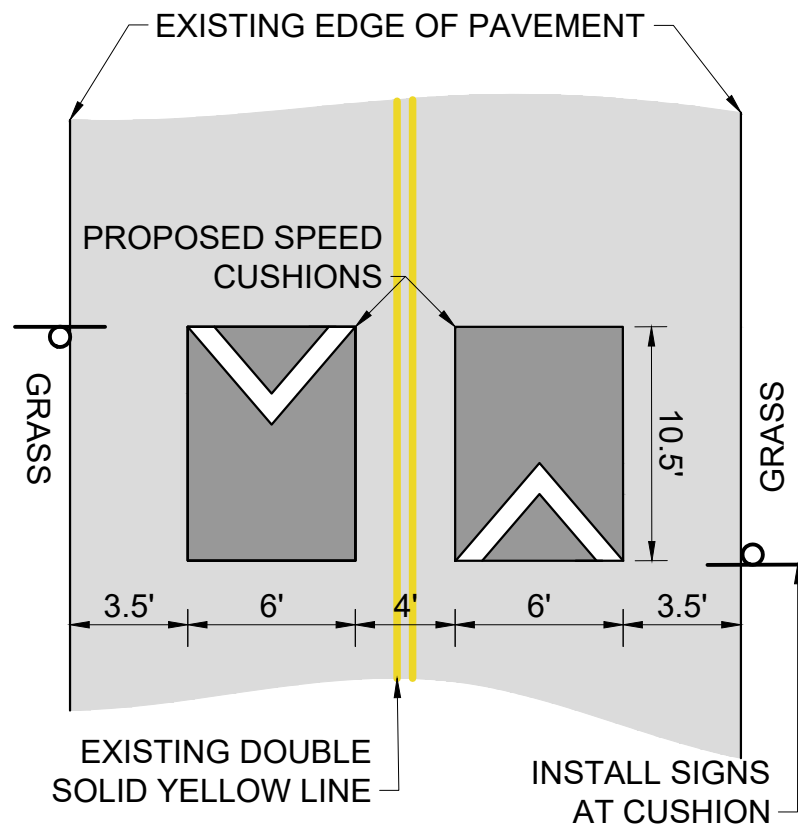 EXISTING EDGE OF PAVEMENT
PROPOSED SPEED
CUSHIONS
GRASS
GRASS
10.5'
3.5'
6'
4'
6'
3.5'
EXISTING DOUBLE
SOLID YELLOW LINE
INSTALL SIGNS
AT CUSHION